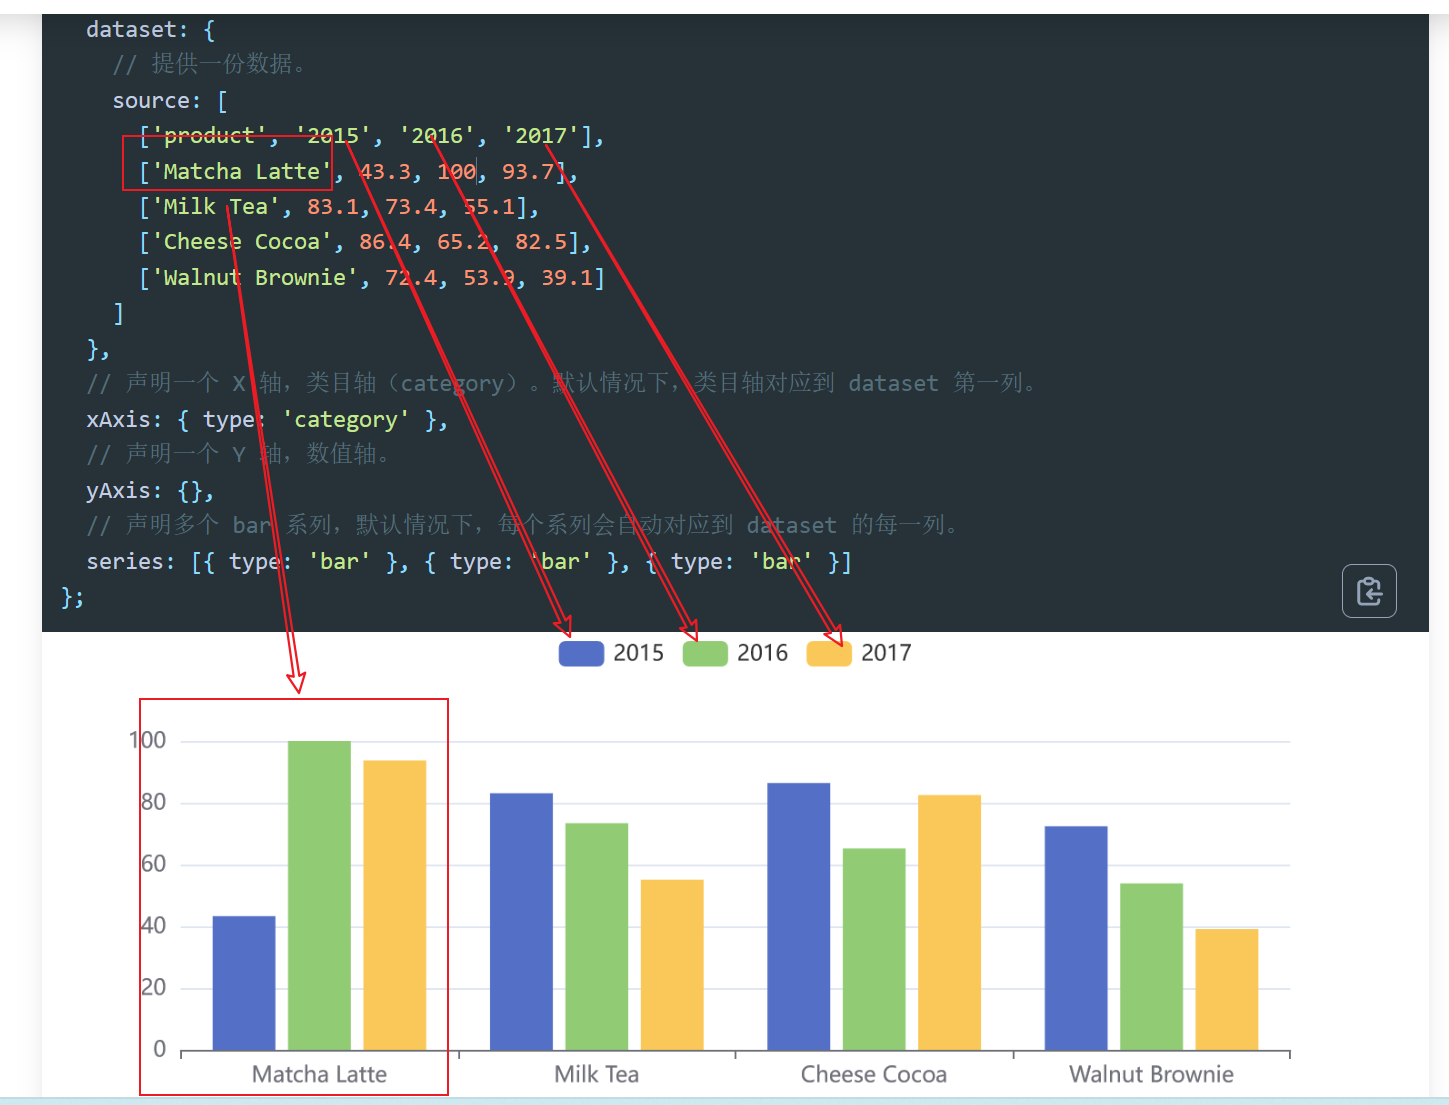 dataset: {
// 提供一份数据。
source: [
['product', '2015', '2016', '2017'],
['Matcha Latte', 43.3, 100, 93.7],
['Milk Tea', 83.1, 73.4, 55.1],
['Cheese Cocoa', 86.4, 65.2, 82.5],
['Walnut Brownie', 72.4, 53.9, 39.1]
]
},
// 声明一个 X 轴，类目轴（category）。默认情况下，类目轴对应到 dataset 第一列。
xAxis: { type: 'category' },
// 声明一个 Y 轴，数值轴。
yAxis: {},
// 声明多个 bar 系列，默认情况下，每个系列会自动对应到 dataset 的每一列。
series: [{ type: 'bar' }, { type: 'bar' }, { type: 'bar' }]
};
2015 2016 2017
100
80
60
40
20
0
Matcha Latte Milk Tea Cheese Cocoa Walnut Brownie